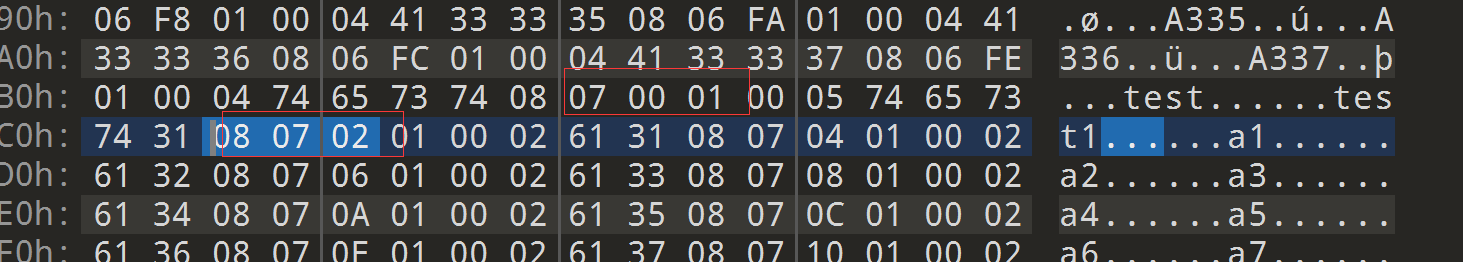 90h: 06 F8 01 00 04 41 33 33 35 08 06 FA 01 00 04 41 .ø...A335..ú...A
A0h: 33 33 36 08 06 FC 01 00 04 41 33 33 37 08 06 FE 336..ü...A337..þ
B0h: 01 00 04 74 65 73 74 08 07 00 01 00 05 74 65 73 ...test......tes
C0h: 74 31 08 07 02 01 00 02 61 31 08 07 04 01 00 02 t1......a1......
D0h: 61 32 08 07 06 01 00 02 61 33 08 07 08 01 00 02 a2......a3......
E0h: 61 34 08 07 0A 01 00 02 61 35 08 07 0C 01 00 02 a4......a5......
F0h: 61 36 08 07 0E 01 00 02 61 37 08 07 10 01 00 02 a6......a7......